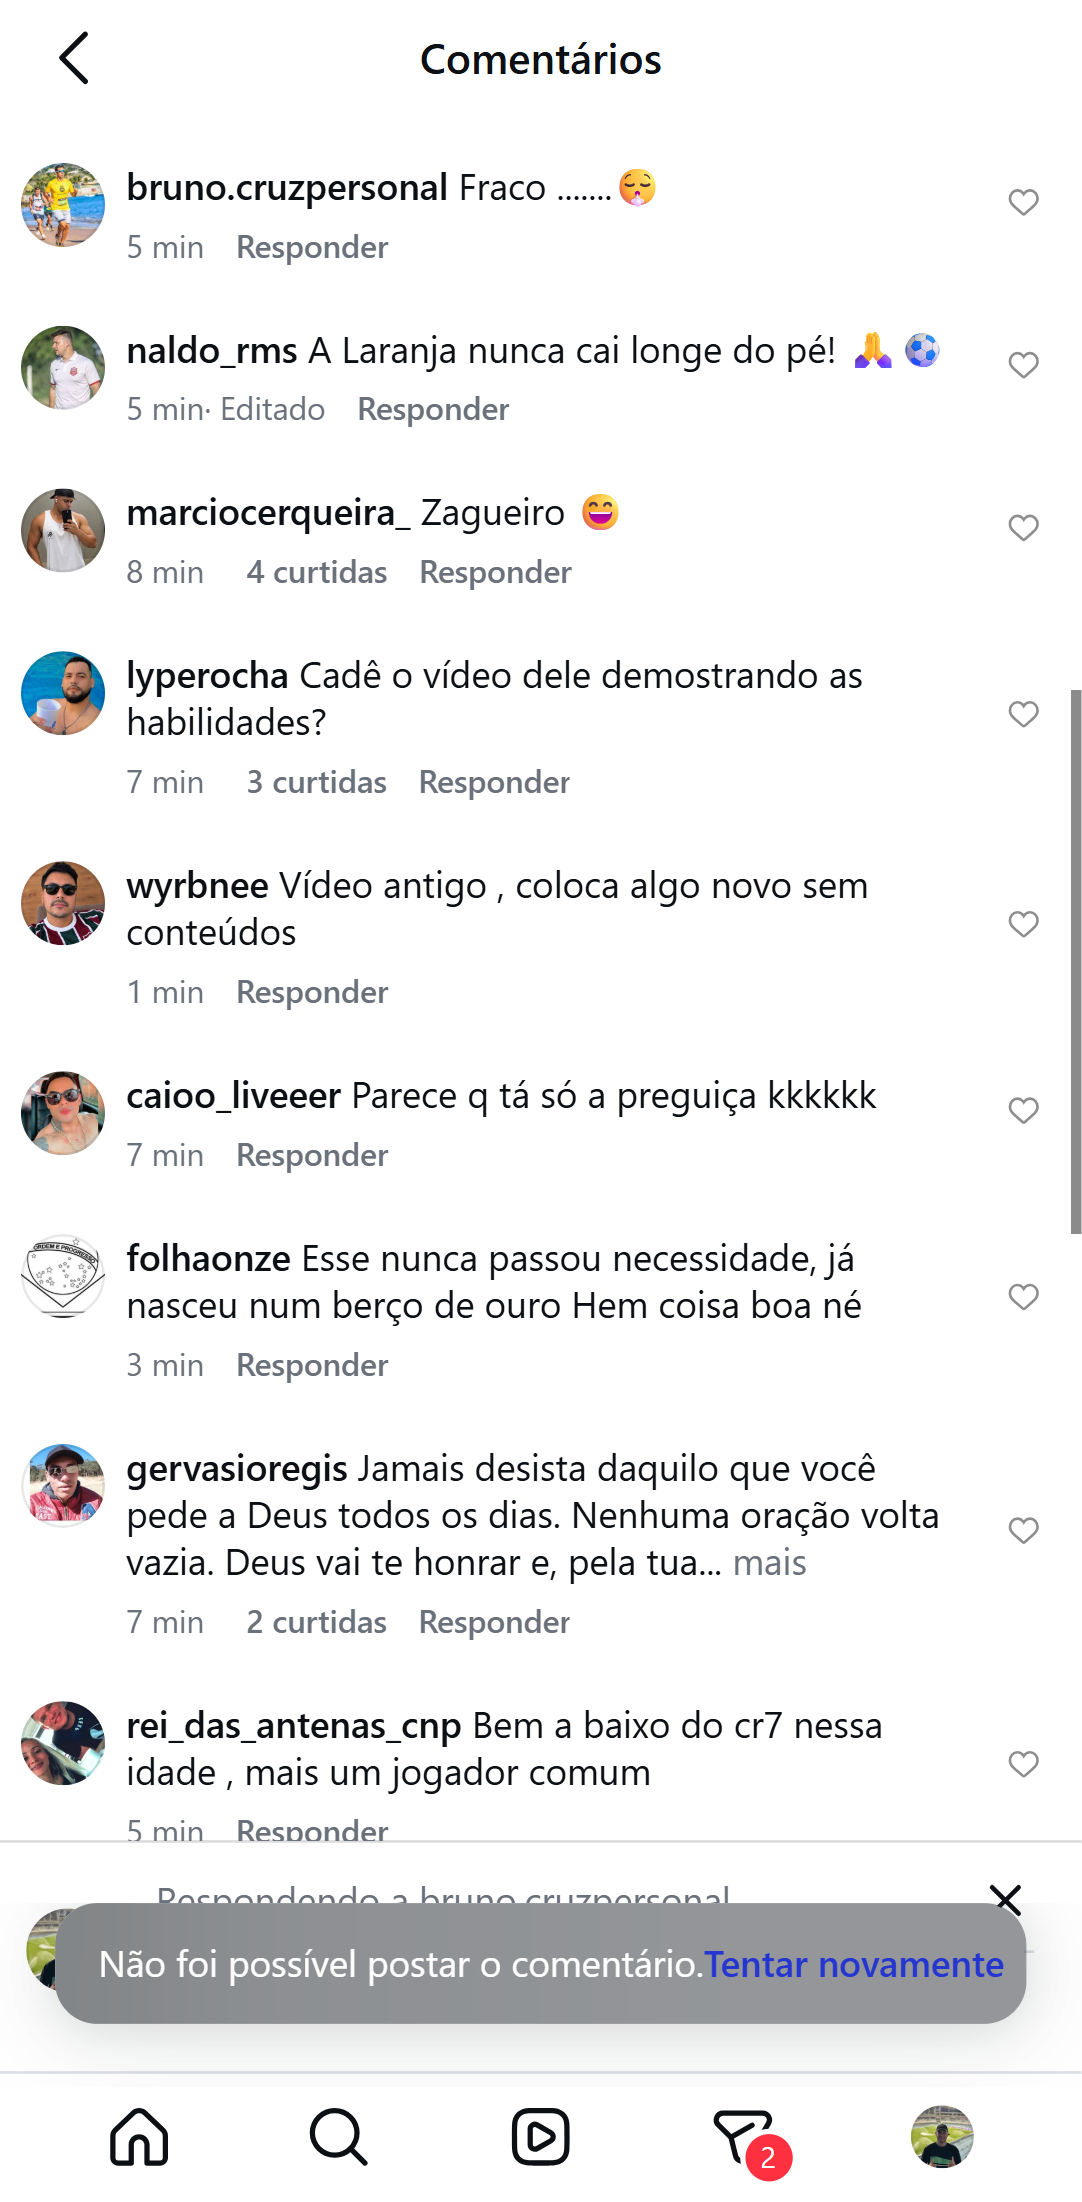 Comentários
bruno.cruzpersonal Fraco .......😮‍💨
5 min Responder
naldo_rms A Laranja nunca cai longe do pé! 🙏⚽
5 min· Editado Responder
marciocerqueira_ Zagueiro 😄
8 min 4 curtidas Responder
lyperocha Cadê o vídeo dele demostrando as
habilidades?
7 min 3 curtidas Responder
wyrbnee Vídeo antigo , coloca algo novo sem
conteúdos
1 min Responder
caioo_liveeer Parece q tá só a preguiça kkkkkk
7 min Responder
ORDEM E PROGRESSO
folhaonze Esse nunca passou necessidade, já
nasceu num berço de ouro Hem coisa boa né
3 min Responder
gervasioregis Jamais desista daquilo que você
pede a Deus todos os dias. Nenhuma oração volta
vazia. Deus vai te honrar e, pela tua... mais
7 min 2 curtidas Responder
rei_das_antenas_cnp Bem a baixo do cr7 nessa
idade , mais um jogador comum
5 min Responder
Respondendo a bruno.cruzpersonal
Não foi possível postar o comentário.Tentar novamente
2